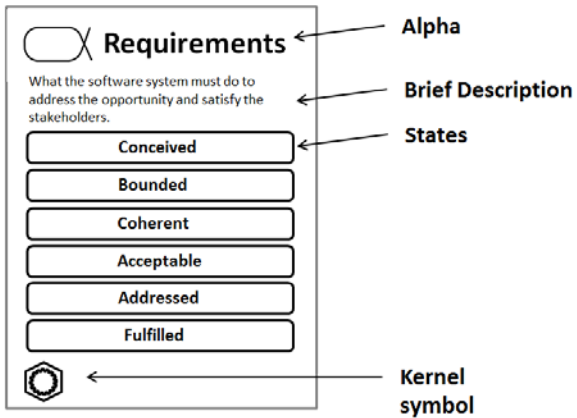 Requirements
Alpha
What the software system must do to
address the opportunity and satisfy the
stakeholders.
Brief Description
States
Conceived
Bounded
Coherent
Acceptable
Addressed
Fulfilled
Kernel
symbol